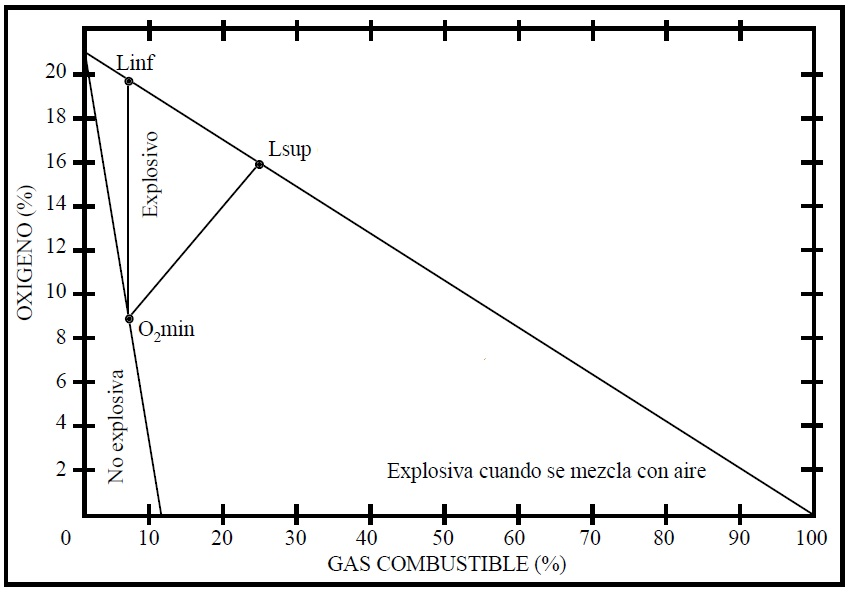 Linf
20
18
Explosivo
Lsup
16
14
OXIGENO (%)
12
10
O₂min
8
6
No explosiva
4
Explosiva cuando se mezcla con aire
2
0 10 20 30 40 50 60 70 80 90 100
GAS COMBUSTIBLE (%)